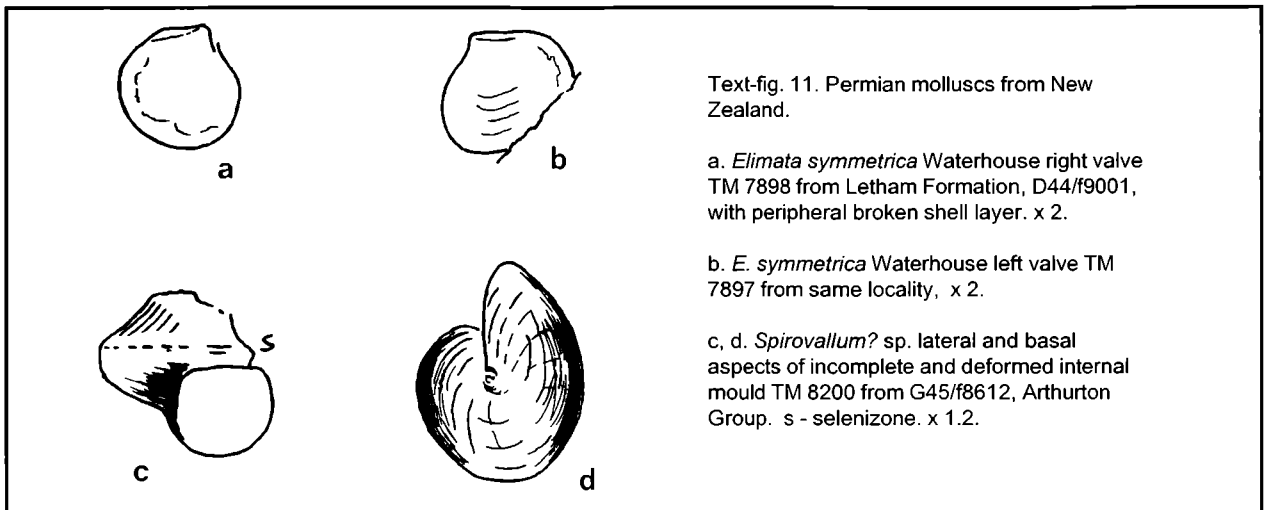 a
b
s
c
d
Text-fig. 11. Permian molluscs from New
Zealand.
a. Elimata symmetrica Waterhouse right valve
TM 7898 from Letham Formation, D44/f9001,
with peripheral broken shell layer. x 2.
b. E. symmetrica Waterhouse left valve TM
7897 from same locality, x 2.
c, d. Spirovallum? sp. lateral and basal
aspects of incomplete and deformed internal
mould TM 8200 from G45/f8612, Arthurton
Group. s - selenizone. x 1.2.